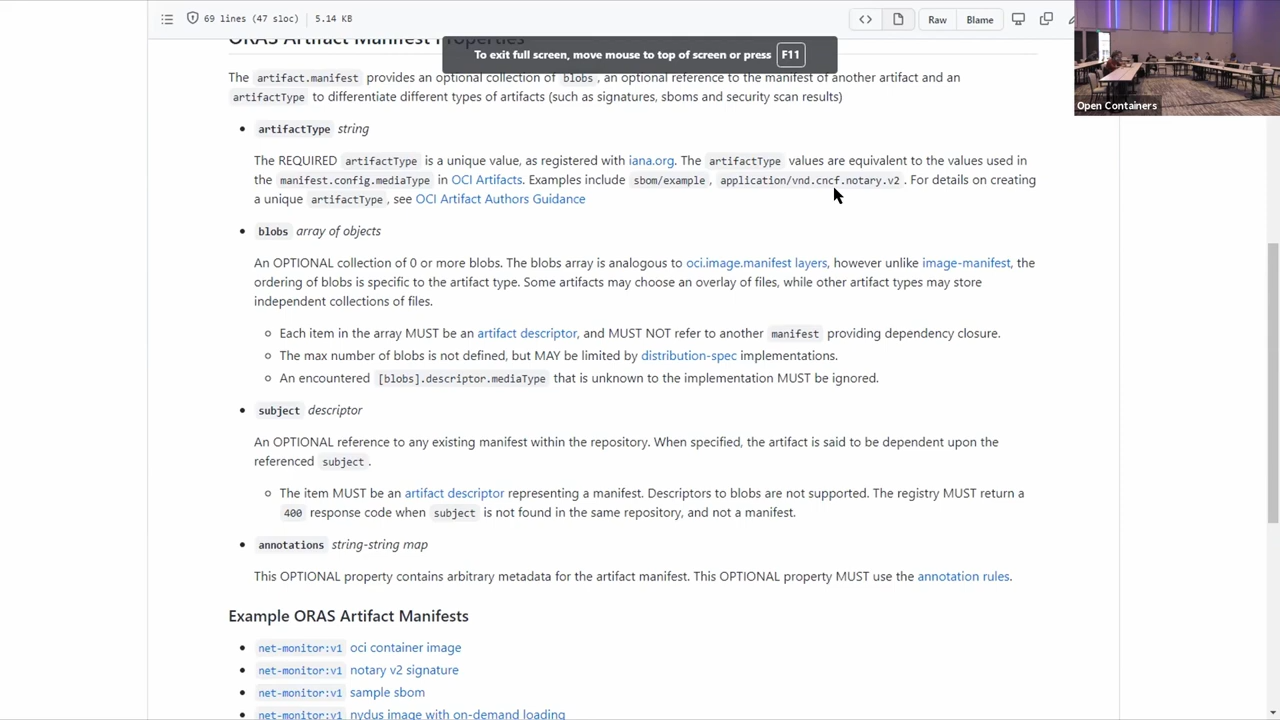 69 lines (47 sloc) 5.14 KB
Raw Blame
ORAS Artifact Manifest Properties
To exit full screen, move mouse to top of screen or press F11
Open Containers
The artifact.manifest provides an optional collection of blobs, an optional reference to the manifest of another artifact and an
artifactType to differentiate different types of artifacts (such as signatures, sboms and security scan results)
artifactType string
The REQUIRED artifactType is a unique value, as registered with iana.org. The artifactType values are equivalent to the values used in
the manifest.config.mediaType in OCI Artifacts. Examples include sbom/example, application/vnd.cncf.notary.v2. For details on creating
a unique artifactType, see OCI Artifact Authors Guidance
blobs array of objects
An OPTIONAL collection of 0 or more blobs. The blobs array is analogous to oci.image.manifest layers, however unlike image-manifest, the
ordering of blobs is specific to the artifact type. Some artifacts may choose an overlay of files, while other artifact types may store
independent collections of files.
Each item in the array MUST be an artifact descriptor, and MUST NOT refer to another manifest providing dependency closure.
The max number of blobs is not defined, but MAY be limited by distribution-spec implementations.
An encountered [blobs].descriptor.mediaType that is unknown to the implementation MUST be ignored.
subject descriptor
An OPTIONAL reference to any existing manifest within the repository. When specified, the artifact is said to be dependent upon the
referenced subject.
The item MUST be an artifact descriptor representing a manifest. Descriptors to blobs are not supported. The registry MUST return a
400 response code when subject is not found in the same repository, and not a manifest.
annotations string-string map
This OPTIONAL property contains arbitrary metadata for the artifact manifest. This OPTIONAL property MUST use the annotation rules.
Example ORAS Artifact Manifests
net-monitor:v1 oci container image
net-monitor:v1 notary v2 signature
net-monitor:v1 sample sbom
net-monitor:v1 nydus image with on-demand loading